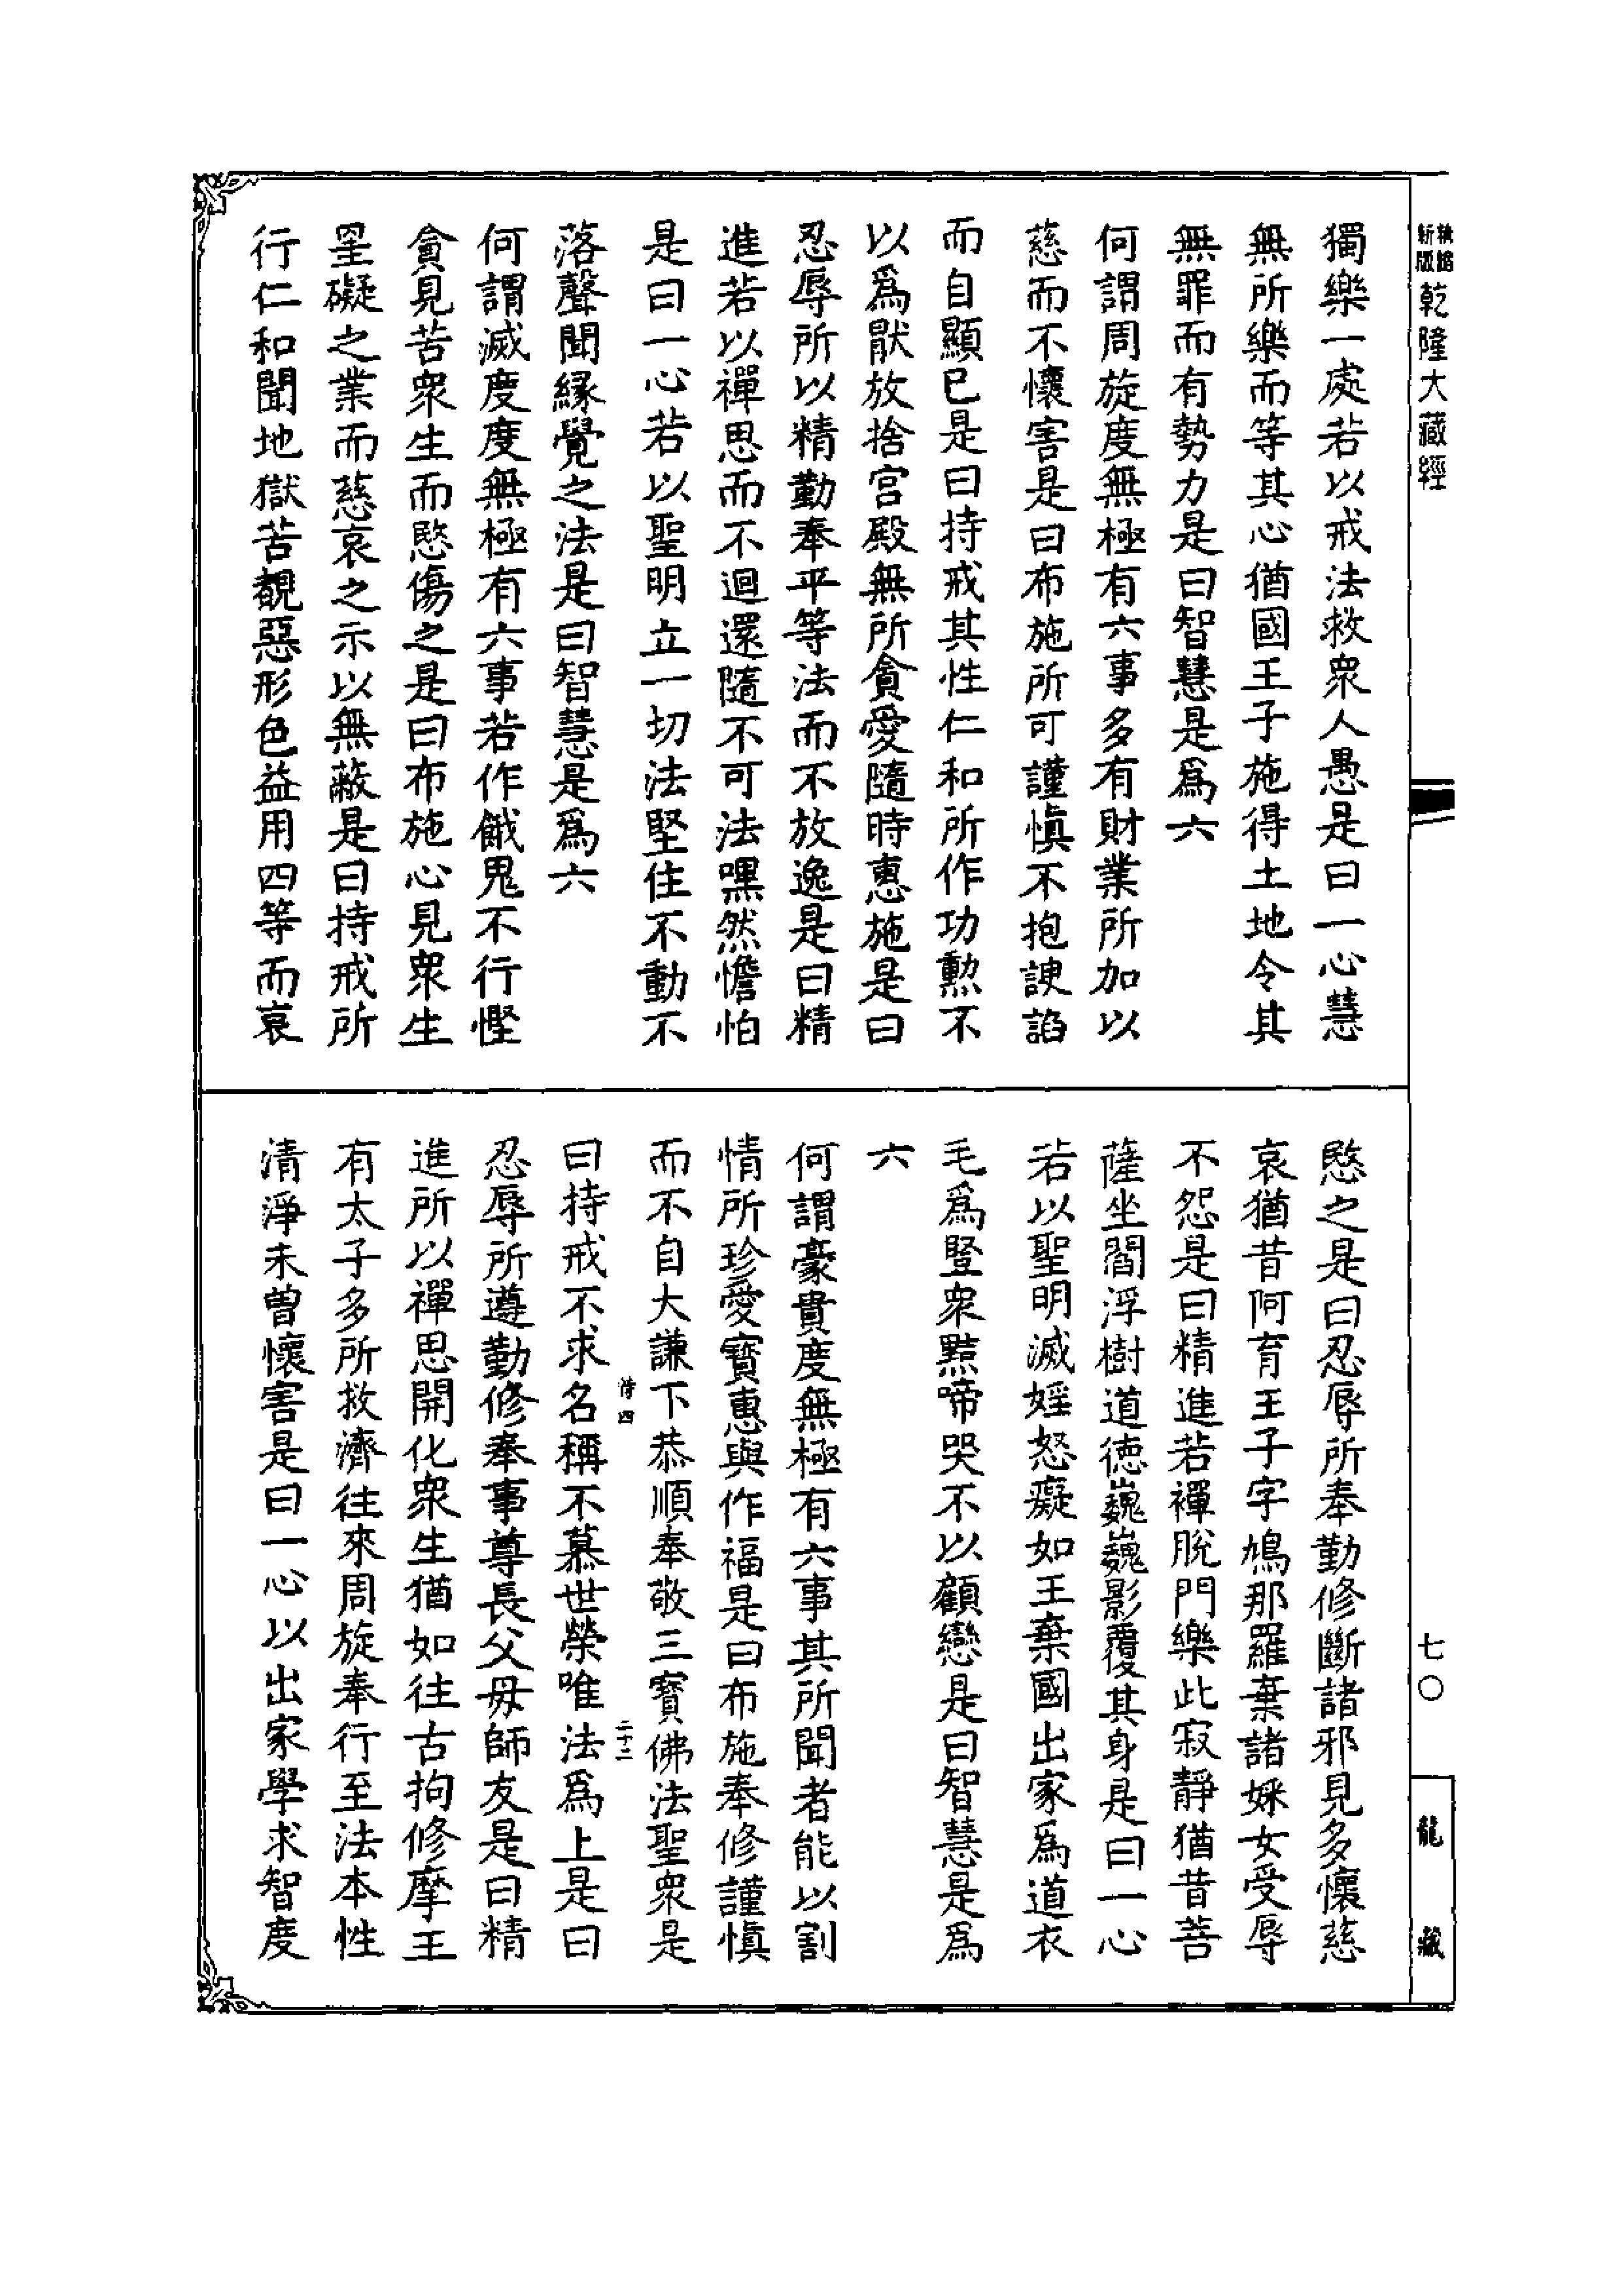 新版
乾隆大藏經
七〇
龍藏
獨樂一處若以戒法救衆人愚是曰一心慧
無所樂而等其心猶國王子施得土地令其
無罪而有勢力是曰智慧是爲六
何謂周旋度無極有六事多有財業所加以
慈而不懷害是曰布施所可謹慎不抱諛諂
而自顯已是曰持戒其性仁和所作功勲不
以爲猒放捨宮殿無所貪愛隨時惠施是曰
忍辱所以精勤奉平等法而不放逸是曰精
進若以禪思而不迴還隨不可法嘿然憺怕
是曰一心若以聖明立一切法堅住不動不
落聲聞縁覺之法是曰智慧是爲六
何謂滅度度無極有六事若作餓鬼不行慳
貪見苦衆生而愍傷之是曰布施心見衆生
罣礙之業而慈哀之示以無蔽是曰持戒所
行仁和聞地獄苦覩惡形色益用四等而哀
愍之是曰忍辱所奉勤修斷諸邪見多懷慈
哀猶昔阿育王子字鳩那羅棄諸婇女受辱
不怨是曰精進若禪脫門樂此寂靜猶昔菩
薩坐閻浮樹道德巍巍影覆其身是曰一心
若以聖明滅婬怒癡如王棄國出家爲道衣
毛爲豎衆㸃啼哭不以顧戀是曰智慧是爲
六
何謂豪貴度無極有六事其所聞者能以割
情所珍愛寳惠與作福是曰布施奉修謹慎
而不自大謙下恭順奉敬三寳佛法聖衆是
曰持戒不求名稱不慕世榮唯法爲上是曰
忍辱所遵勤修奉事尊長父母師友是曰精
進所以禪思開化衆生猶如往古拘修摩王
有太子多所救濟往來周旋奉行至法本性
清淨未曽懷害是曰一心以出家學求智度
四
二十二